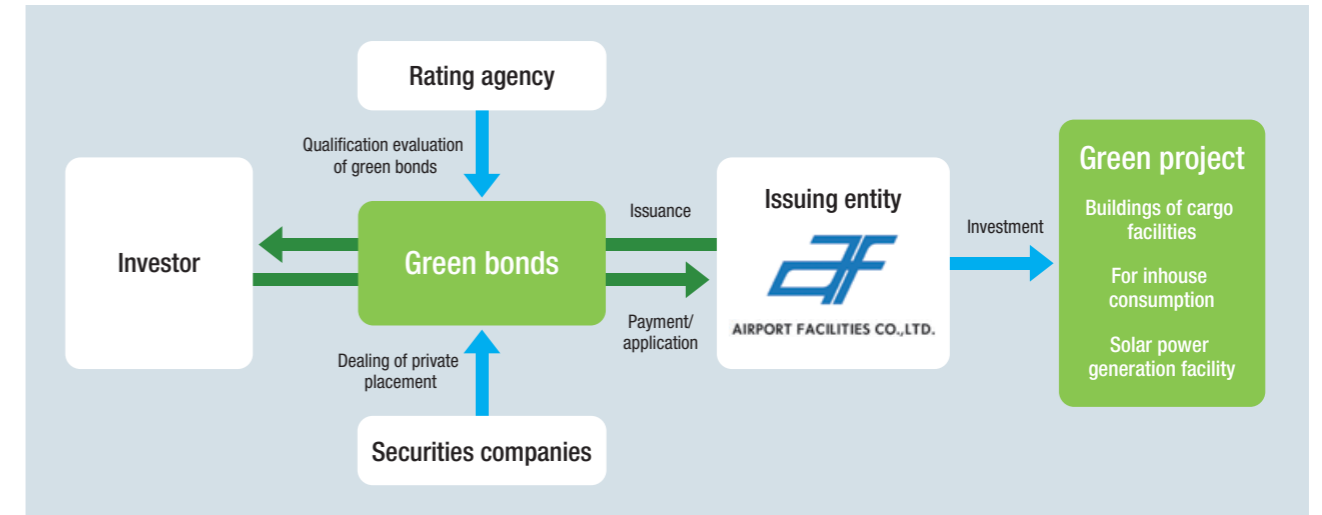 Rating agency
Qualification evaluation
of green bonds
Investor
Green bonds
Issuance
Payment/
application
Issuing entity
AIRPORT FACILITIES CO.,LTD.
Investment
Green project
Buildings of cargo
facilities
For inhouse
consumption
Solar power
generation facility
Dealing of private
placement
Securities companies